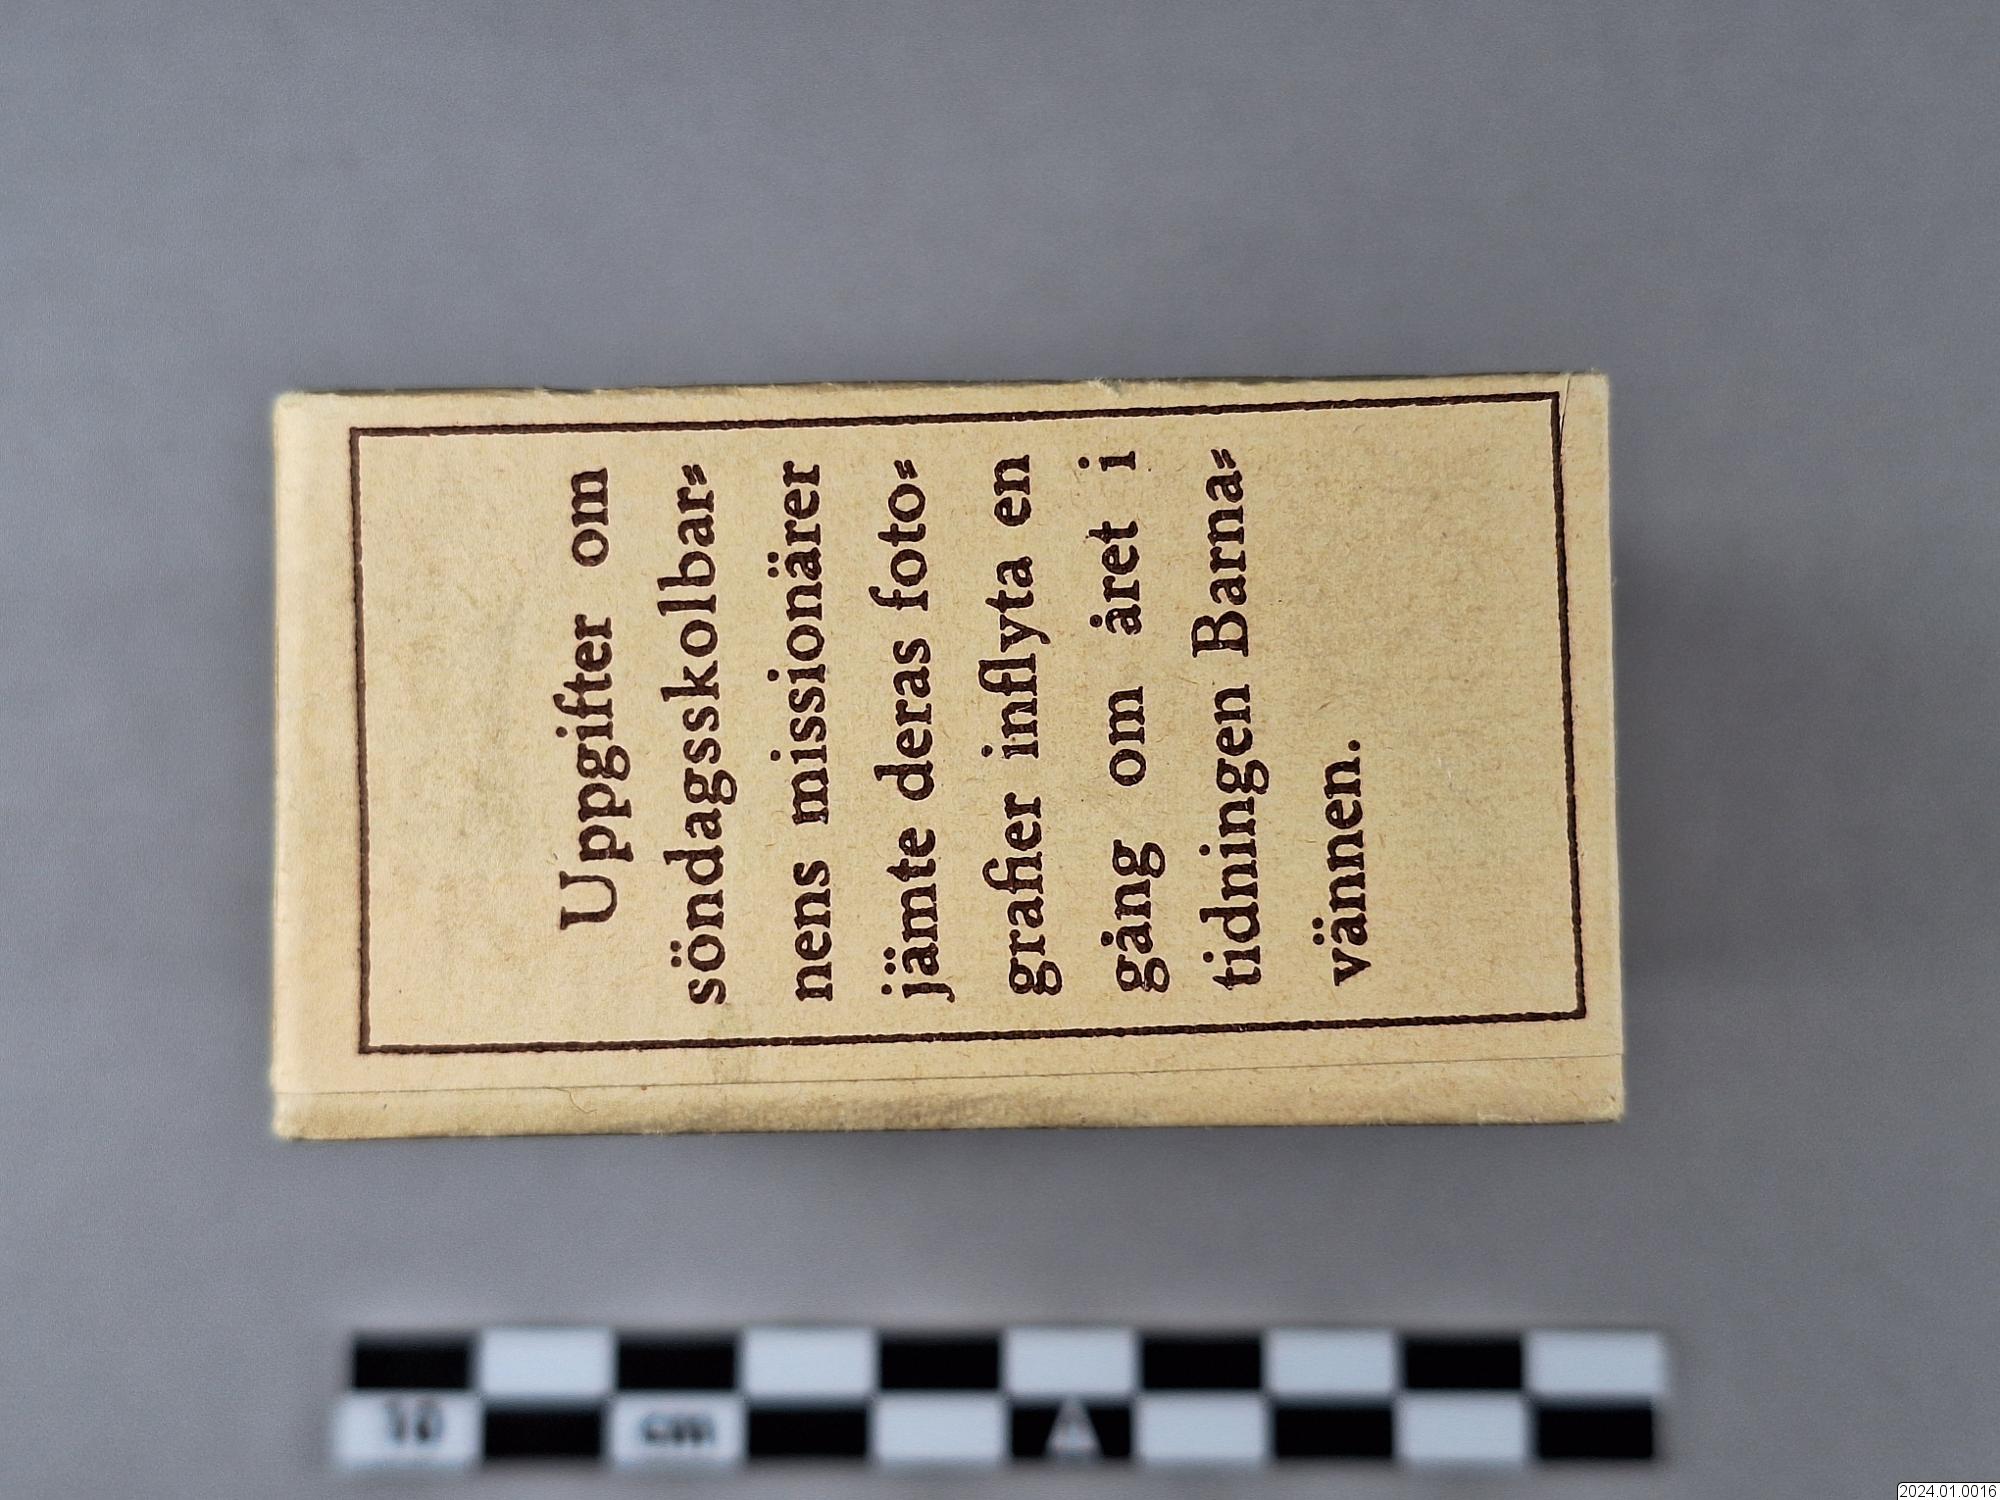 Uppgifter om
söndagsskolbar-
nens missionärer
jämte deras foto-
grafier inflyta en
gång om året i
tidningen Barna-
vännen.
10 cm
2024.01.0016